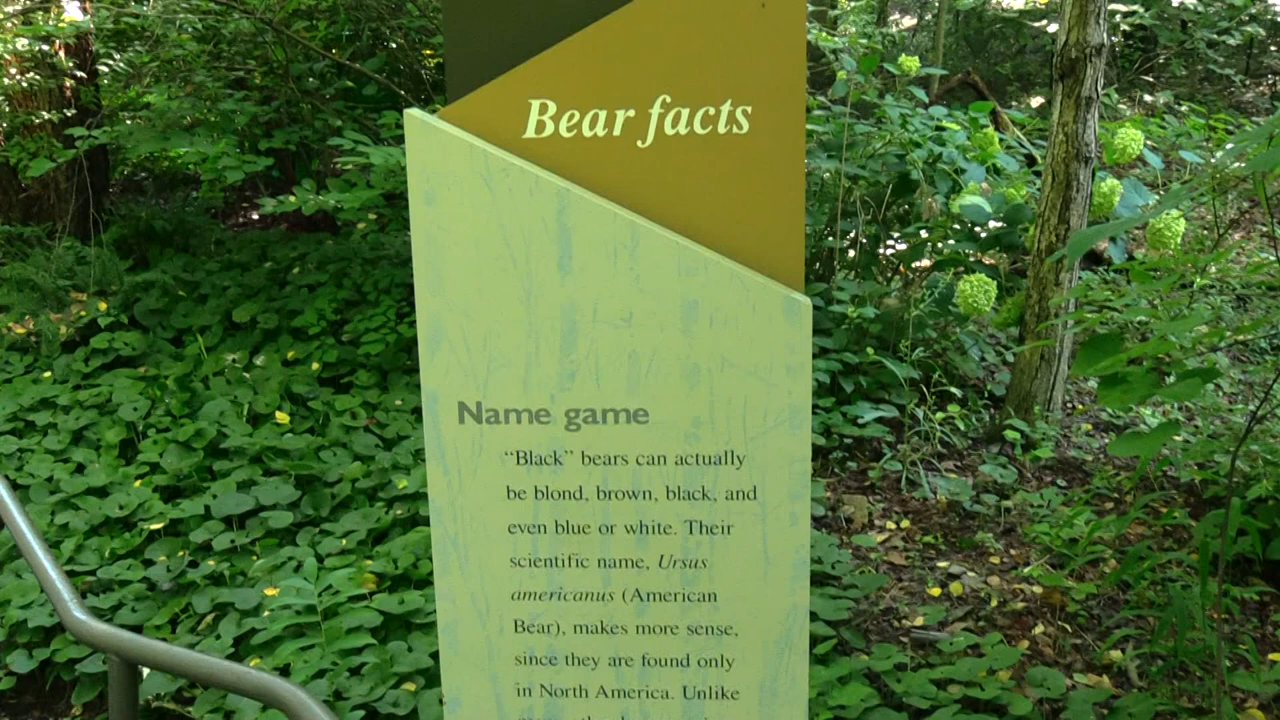 Bear facts
Name game
“Black” bears can actually
be blond, brown, black, and
even blue or white. Their
scientific name, Ursus
americanus (American
Bear), makes more sense,
since they are found only
in North America. Unlike